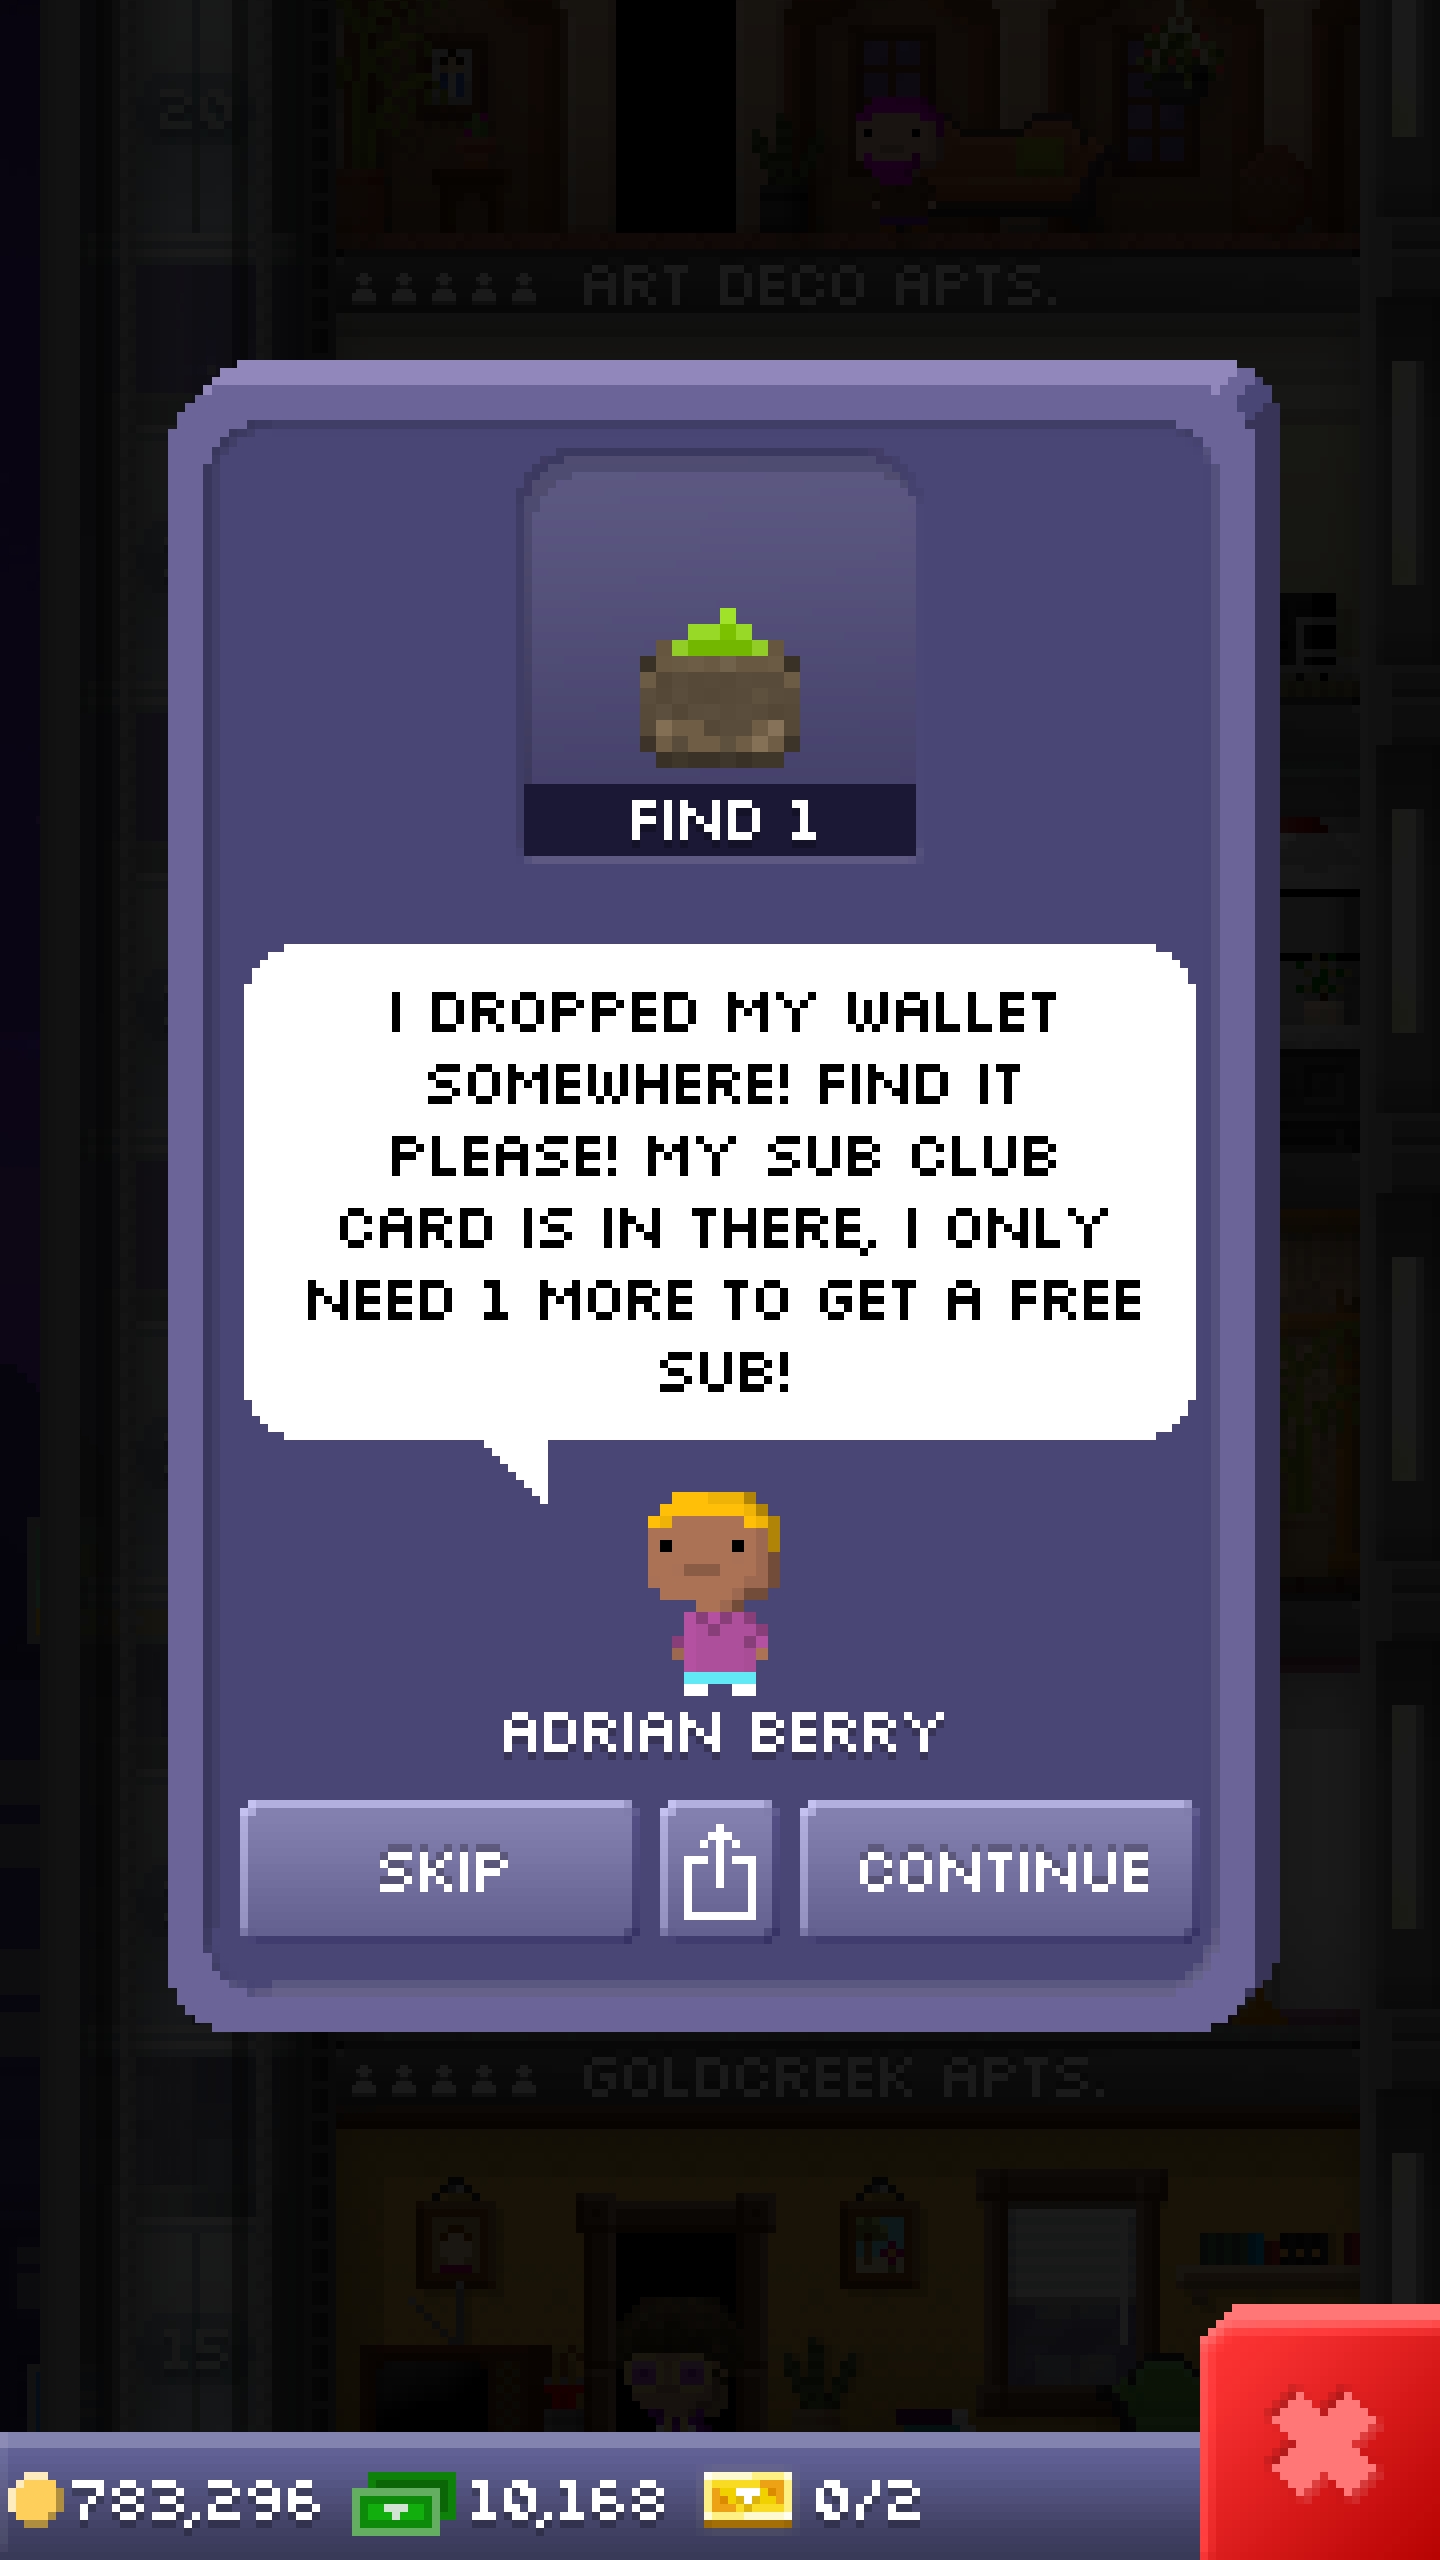 20
ART DECO APTS.
FIND 1
I DROPPED MY WALLET
SOMEWHERE! FIND IT
PLEASE! MY SUB CLUB
CARD IS IN THERE, I ONLY
NEED 1 MORE TO GET A FREE
SUB!
ADRIAN BERRY
SKIP
CONTINUE
GOLDCREEK APTS.
15
783,296
10,168
0/2